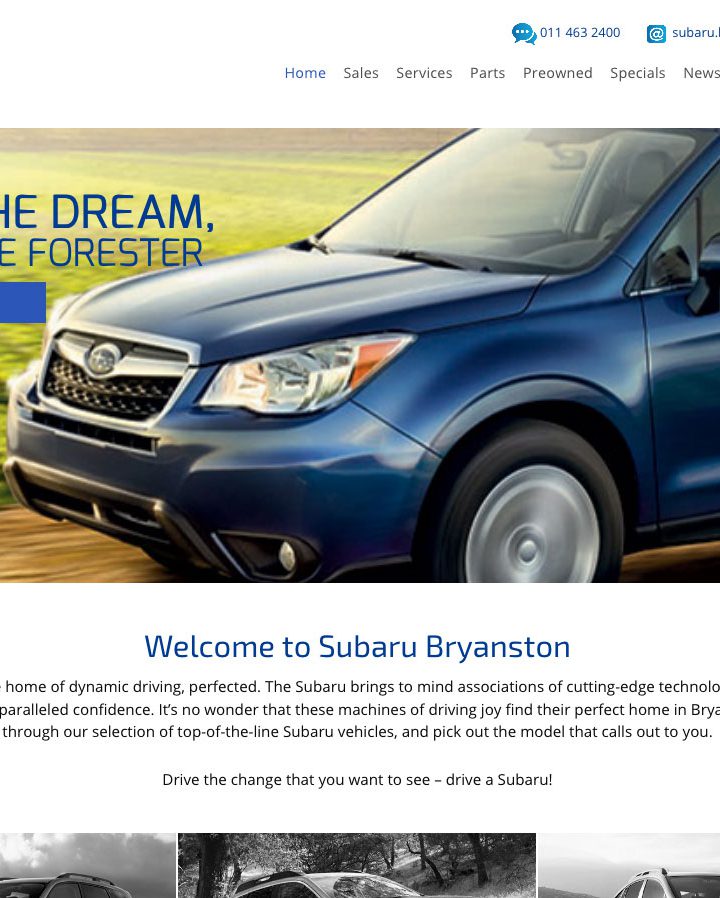 011 463 2400 subaru.
Home Sales Services Parts Preowned Specials News
HE DREAM,
E FORESTER
Welcome to Subaru Bryanston
home of dynamic driving, perfected. The Subaru brings to mind associations of cutting-edge technolo
paralleled confidence. It’s no wonder that these machines of driving joy find their perfect home in Brya
through our selection of top-of-the-line Subaru vehicles, and pick out the model that calls out to you.
Drive the change that you want to see – drive a Subaru!